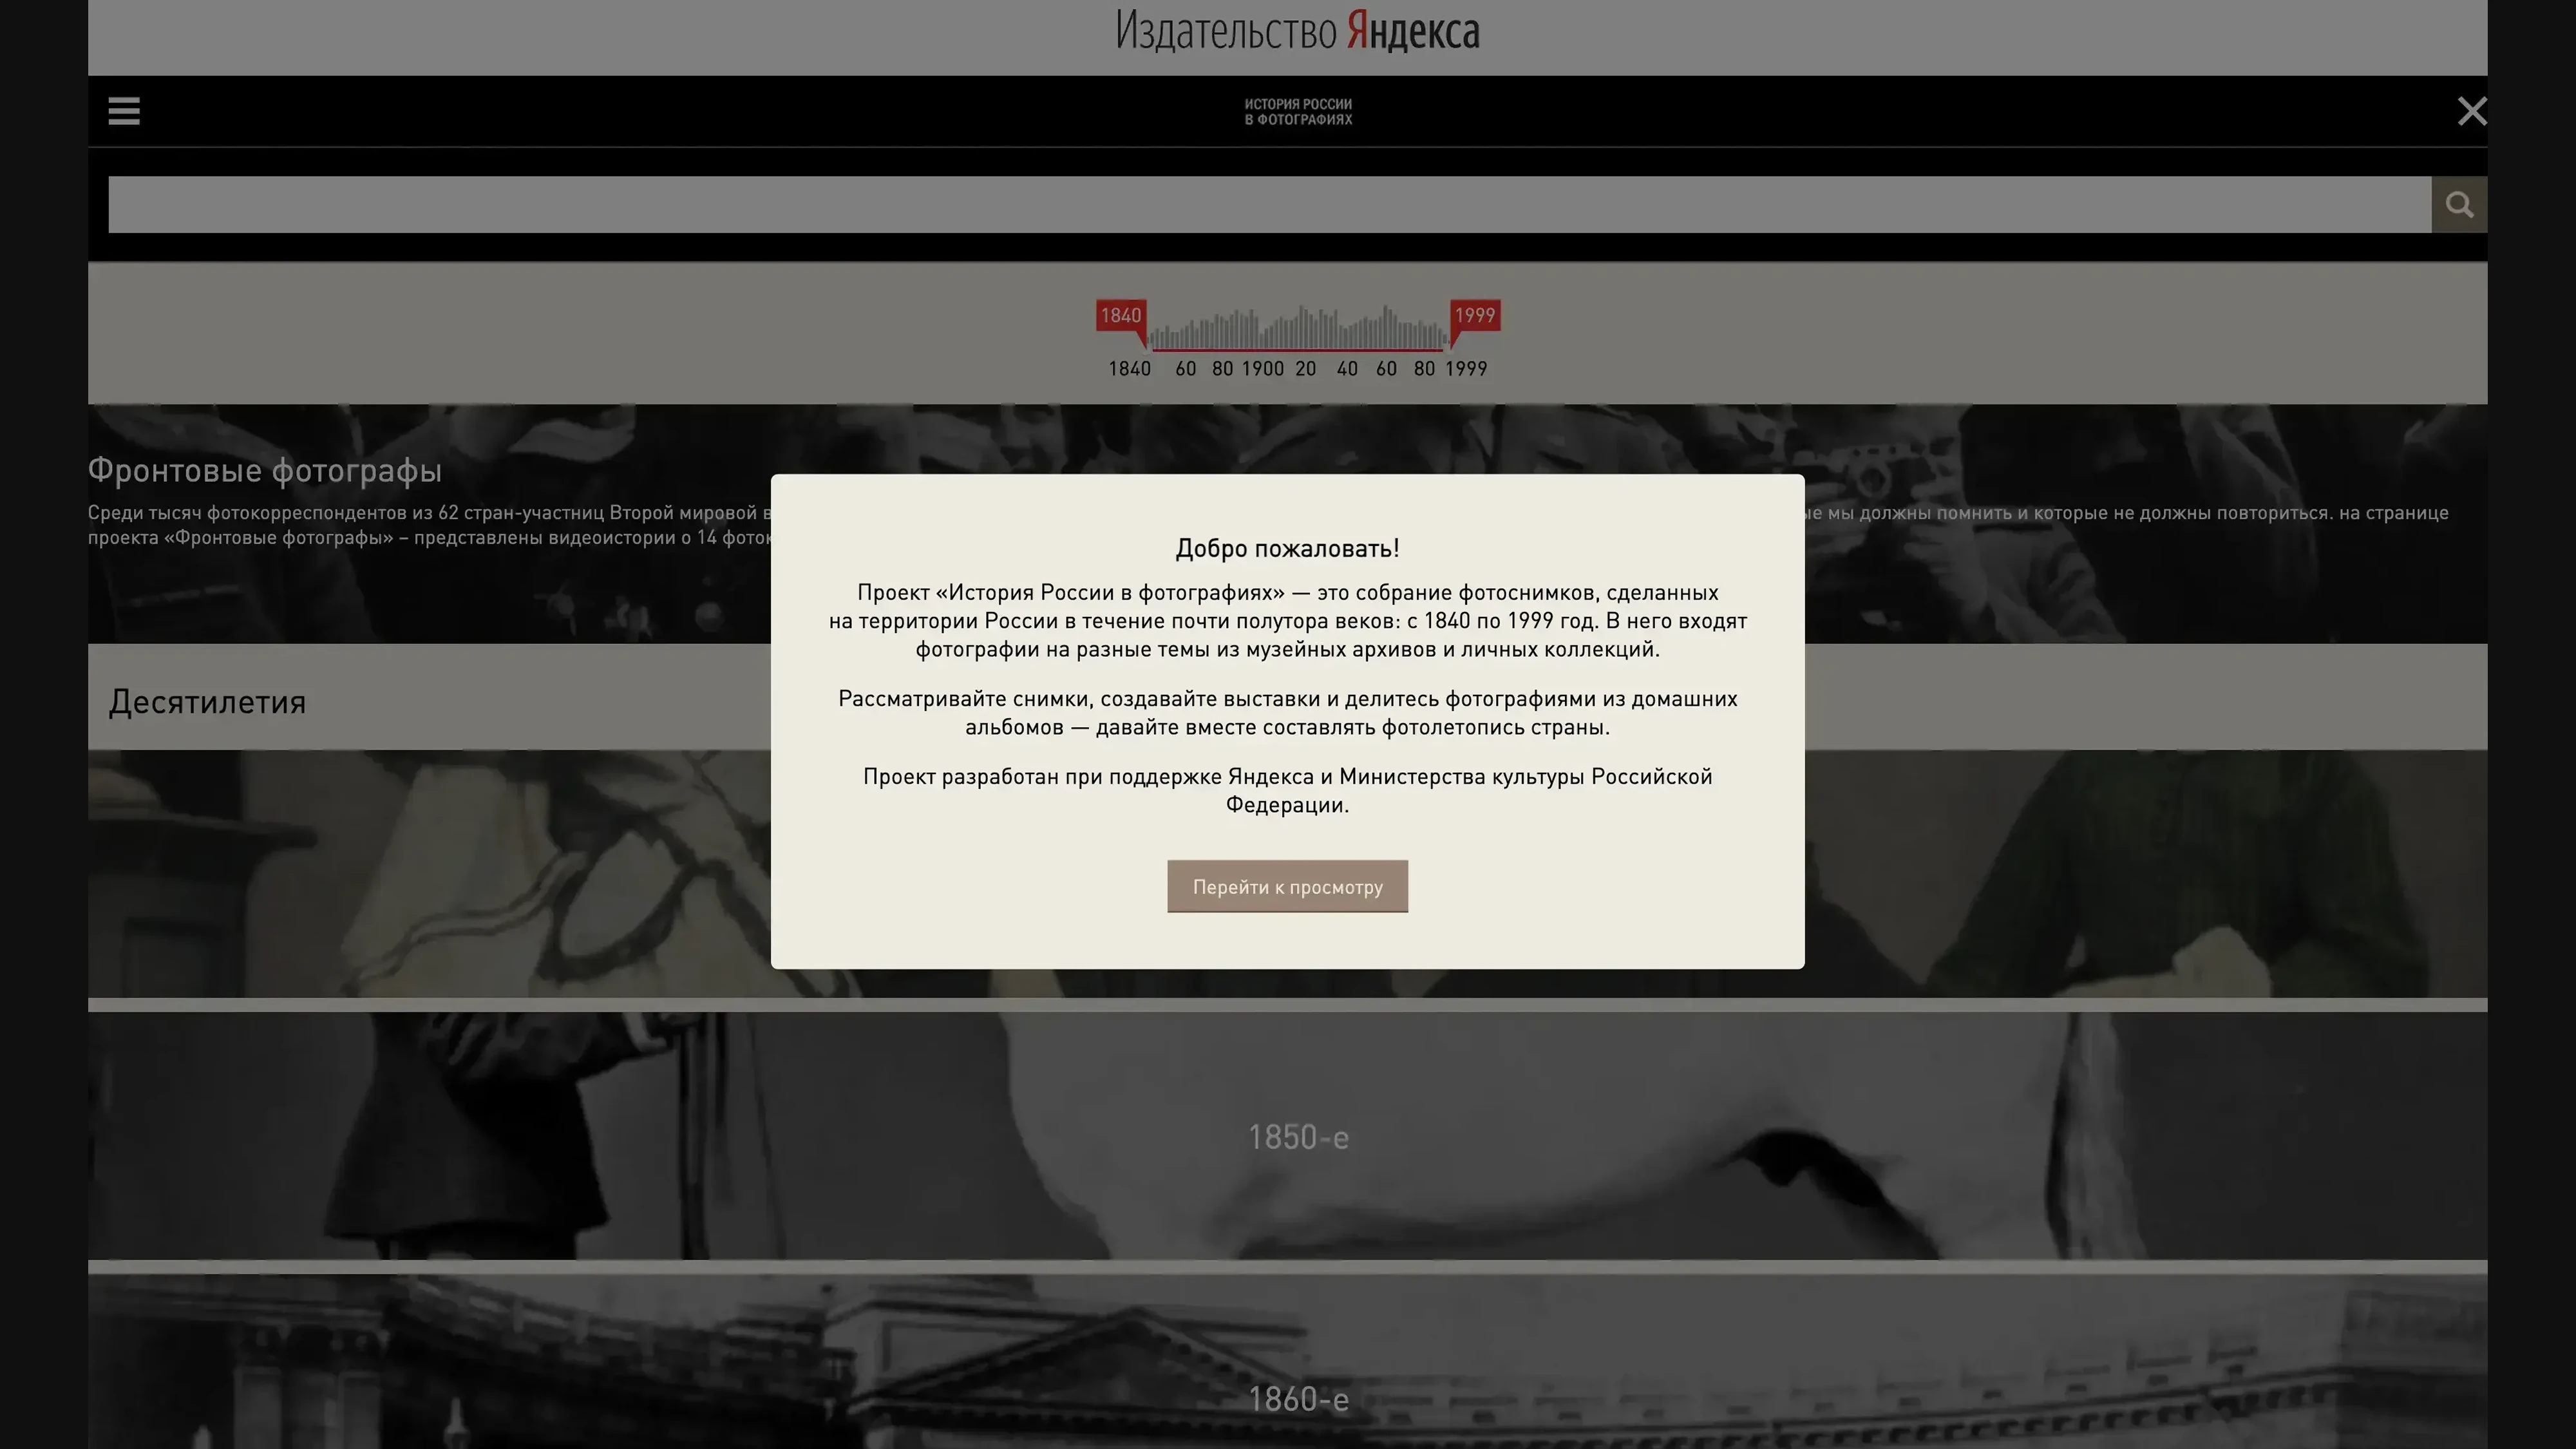 Издательство Яндекса
ИСТОРИЯ РОССИИ
В ФОТОГРАФИЯХ
1840 1999
1840 60 80 1900 20 40 60 80 1999
Фронтовые фотографы
Среди тысяч фотокорреспондентов из 62 стран-участниц Второй мировой
мы должны помнить и которые не должны повториться. на странице
проекта «Фронтовые фотографы» – представлены видеоистории о 14
Добро пожаловать!
Проект «История России в фотографиях» — это собрание фотоснимков, сделанных
на территории России в течение почти полутора веков: с 1840 по 1999 год. В него входят
фотографии на разные темы из музейных архивов и личных коллекций.
Рассматривайте снимки, создавайте выставки и делитесь фотографиями из домашних
альбомов — давайте вместе составлять фотолетопись страны.
Проект разработан при поддержке Яндекса и Министерства культуры Российской
Федерации.
Перейти к просмотру
Десятилетия
1850-е
1860-е